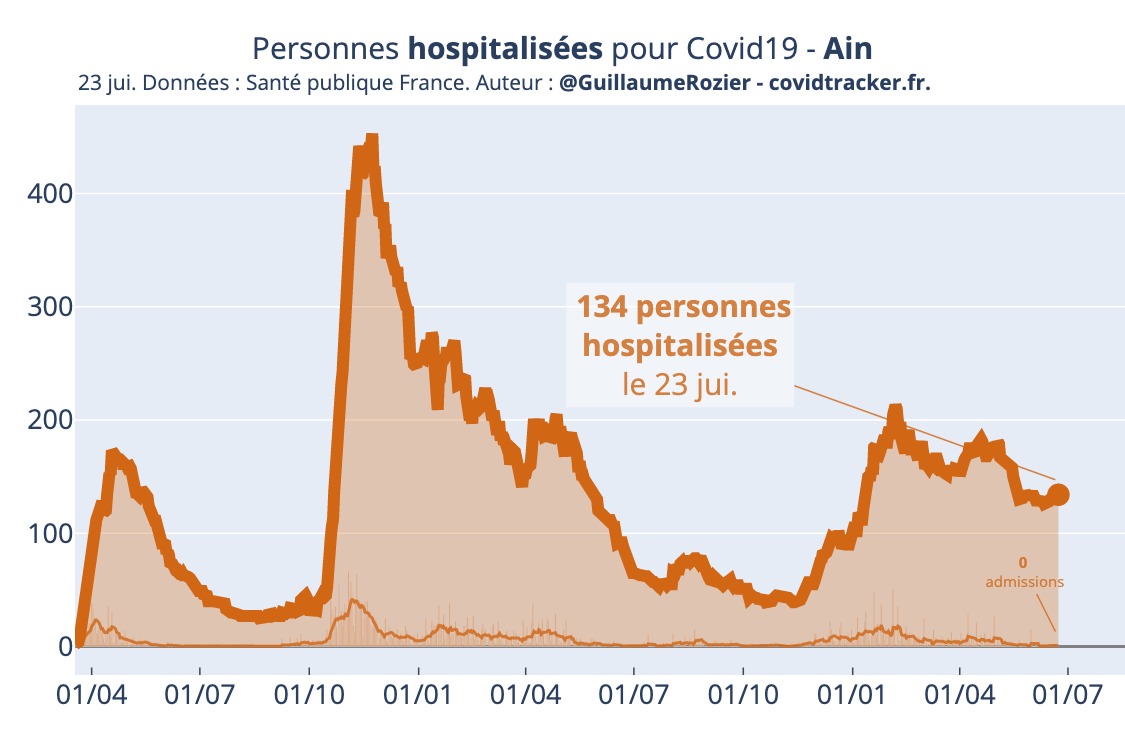 Personnes hospitalisées pour Covid19 - Ain
23 jui. Données : Santé publique France. Auteur : @GuillaumeRozier - covidtracker.fr.
400
300
200
100
0
134 personnes
hospitalisées
le 23 jui.
0
admissions
01/04 01/07 01/10 01/01 01/04 01/07 01/10 01/01 01/04 01/07